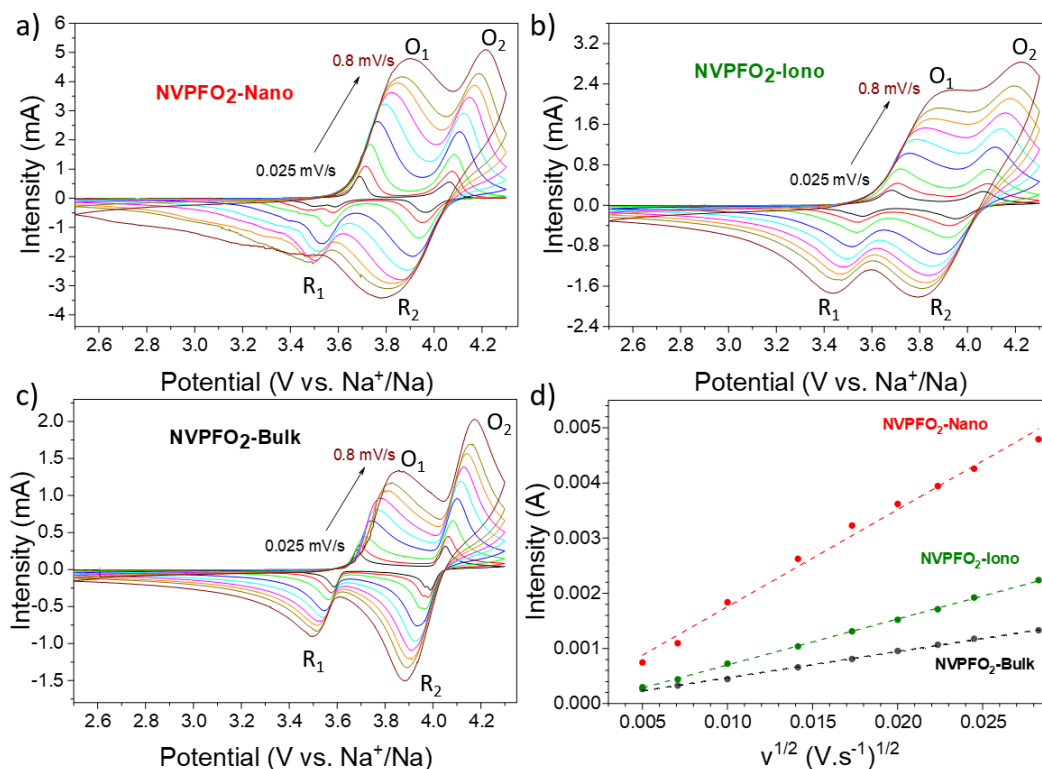 a)
6
5
4
3
2
1
0
-1
-2
-3
-4
Intensity (mA)
NVPFO₂-Nano
0.8 mV/s
0.025 mV/s
O₁
O₂
R₁
R₂
2.6 2.8 3.0 3.2 3.4 3.6 3.8 4.0 4.2
Potential (V vs. Na⁺/Na)
b)
3.6
2.4
1.2
0.0
-1.2
-2.4
Intensity (mA)
NVPFO₂-Iono
0.8 mV/s
0.025 mV/s
O₁
O₂
R₁
R₂
2.6 2.8 3.0 3.2 3.4 3.6 3.8 4.0 4.2
Potential (V vs. Na⁺/Na)
c)
2.0
1.5
1.0
0.5
0.0
-0.5
-1.0
-1.5
Intensity (mA)
NVPFO₂-Bulk
0.8 mV/s
0.025 mV/s
O₁
O₂
R₁
R₂
2.6 2.8 3.0 3.2 3.4 3.6 3.8 4.0 4.2
Potential (V vs. Na⁺/Na)
d)
0.005
0.004
0.003
0.002
0.001
0.000
Intensity (A)
NVPFO₂-Nano
NVPFO₂-Iono
NVPFO₂-Bulk
0.005 0.010 0.015 0.020 0.025
v^1/2 (V.s⁻¹)^1/2